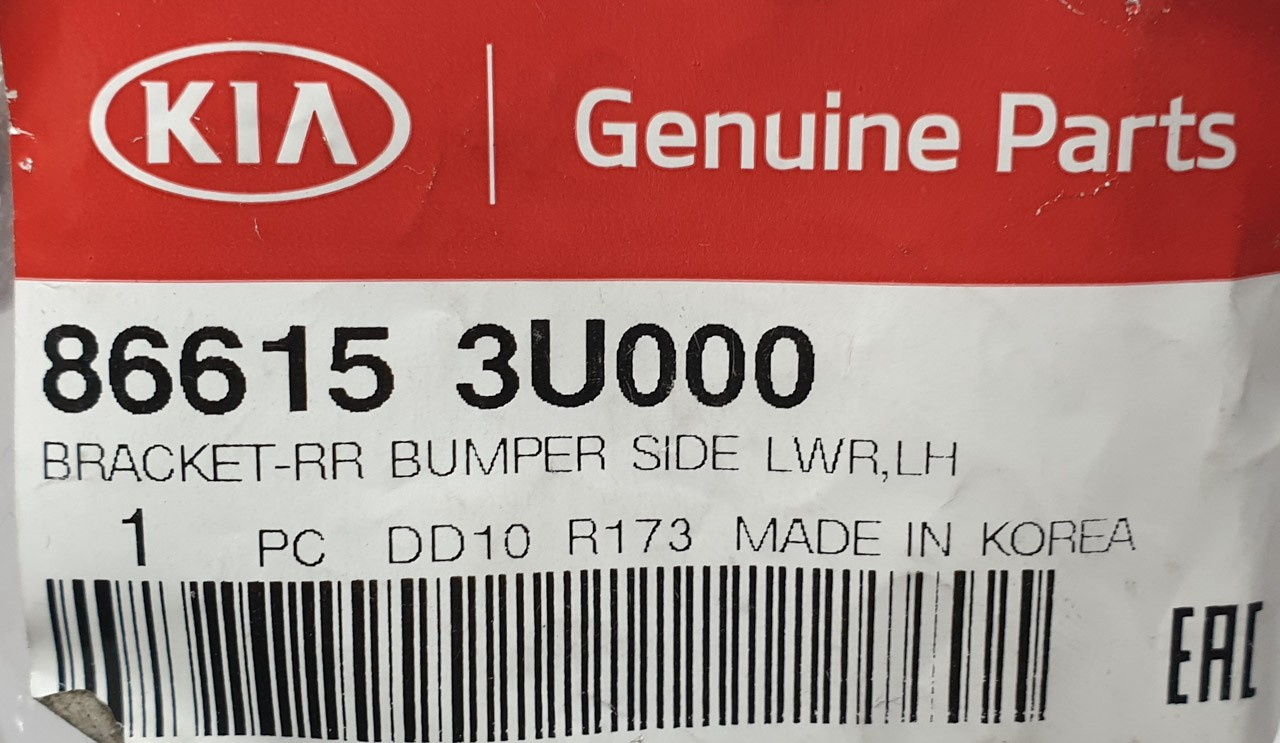 KIA | Genuine Parts
86615 3U000
BRACKET-RR BUMPER SIDE LWR,LH
1 PC DD10 R173 MADE IN KOREA
EAC